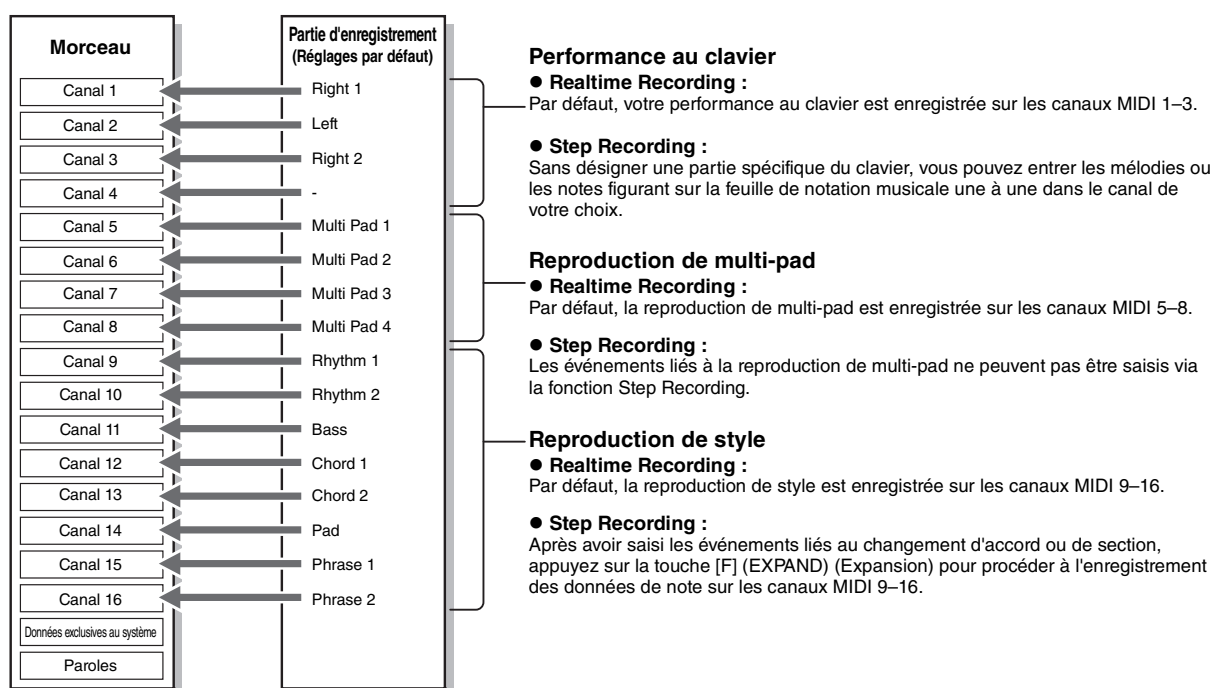 Morceau
Canal 1
Canal 2
Canal 3
Canal 4
Canal 5
Canal 6
Canal 7
Canal 8
Canal 9
Canal 10
Canal 11
Canal 12
Canal 13
Canal 14
Canal 15
Canal 16
Données exclusives au système
Paroles
Partie d'enregistrement
(Réglages par défaut)
Right 1
Left
Right 2
-
Multi Pad 1
Multi Pad 2
Multi Pad 3
Multi Pad 4
Rhythm 1
Rhythm 2
Bass
Chord 1
Chord 2
Pad
Phrase 1
Phrase 2
Performance au clavier
● Realtime Recording :
Par défaut, votre performance au clavier est enregistrée sur les canaux MIDI 1–3.
● Step Recording :
Sans désigner une partie spécifique du clavier, vous pouvez entrer les mélodies ou
les notes figurant sur la feuille de notation musicale une à une dans le canal de
votre choix.
Reproduction de multi-pad
● Realtime Recording :
Par défaut, la reproduction de multi-pad est enregistrée sur les canaux MIDI 5–8.
● Step Recording :
Les événements liés à la reproduction de multi-pad ne peuvent pas être saisis via
la fonction Step Recording.
Reproduction de style
● Realtime Recording :
Par défaut, la reproduction de style est enregistrée sur les canaux MIDI 9–16.
● Step Recording :
Après avoir saisi les événements liés au changement d'accord ou de section,
appuyez sur la touche [F] (EXPAND) (Expansion) pour procéder à l'enregistrement
des données de note sur les canaux MIDI 9–16.